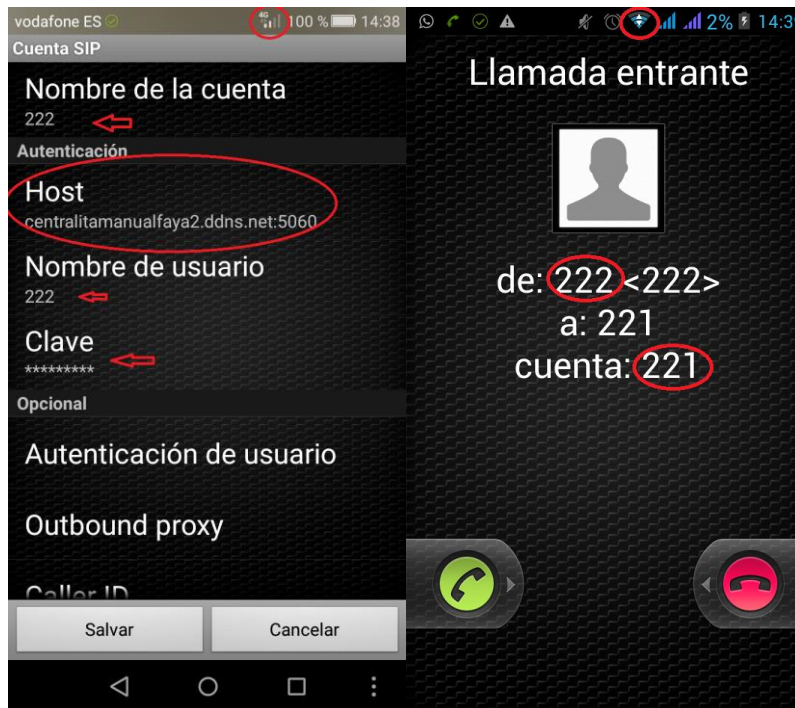 vodafone ES
4G
100 %
14:38
Cuenta SIP
Nombre de la cuenta
222
Autenticación
Host
centralitamanualfaya2.ddns.net:5060
Nombre de usuario
222
Clave
*********
Opcional
Autenticación de usuario
Outbound proxy
Caller ID
Salvar
Cancelar
2%
Llamada entrante
de: 222 <222>
a: 221
cuenta: 221